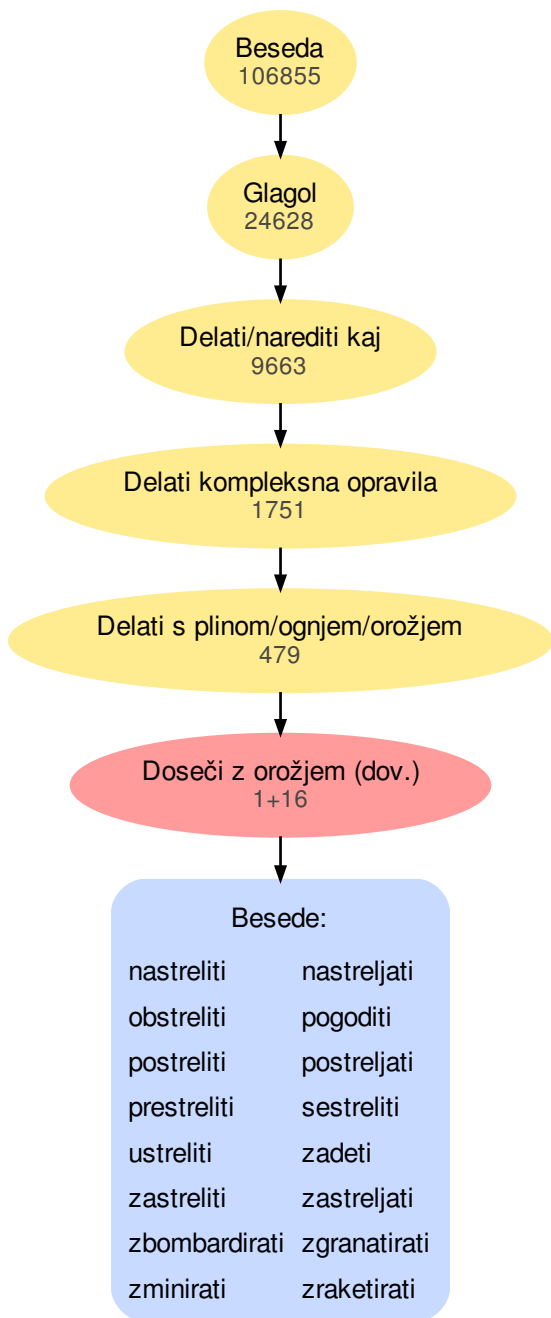 Beseda
106855
Glagol
24628
Delati/narediti kaj
9663
Delati kompleksna opravila
1751
Delati s plinom/ognjem/orožjem
479
Doseči z orožjem (dov.)
1+16
Besede:
nastreliti nastreljati
obstreliti pogoditi
postreliti postreljati
prestreliti sestreliti
ustreliti zadeti
zastreliti zastreljati
zbombardirati zgranatirati
zminirati zraketirati